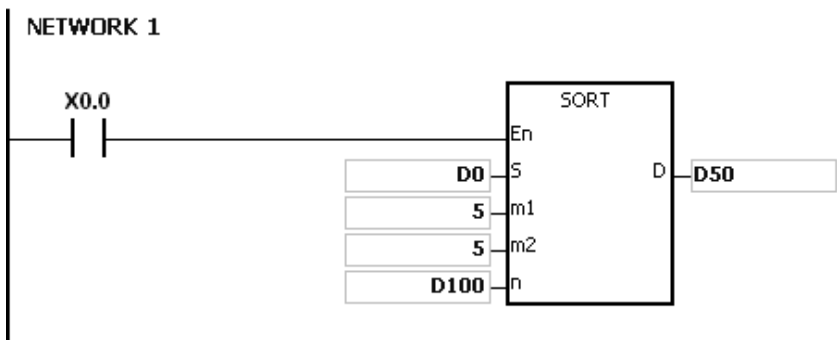 NETWORK 1
X0.0
SORT
En
D0 S D D50
5 m1
5 m2
D100 n